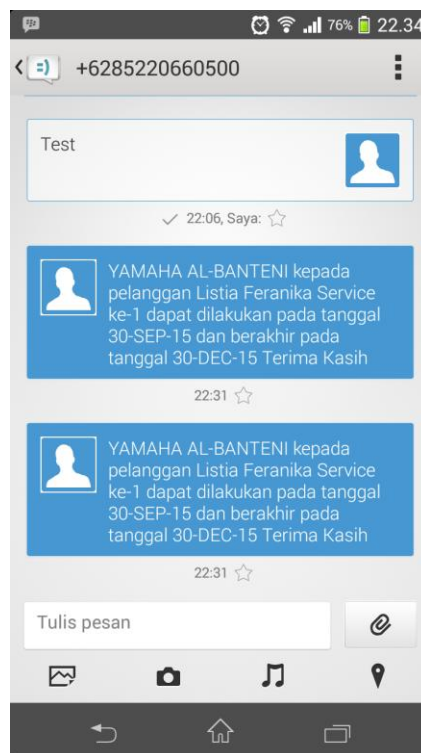 76% 22.34
+6285220660500
Test
22:06, Saya:
YAMAHA AL-BANTENI kepada
pelanggan Listia Feranika Service
ke-1 dapat dilakukan pada tanggal
30-SEP-15 dan berakhir pada
tanggal 30-DEC-15 Terima Kasih
22:31
YAMAHA AL-BANTENI kepada
pelanggan Listia Feranika Service
ke-1 dapat dilakukan pada tanggal
30-SEP-15 dan berakhir pada
tanggal 30-DEC-15 Terima Kasih
22:31
Tulis pesan